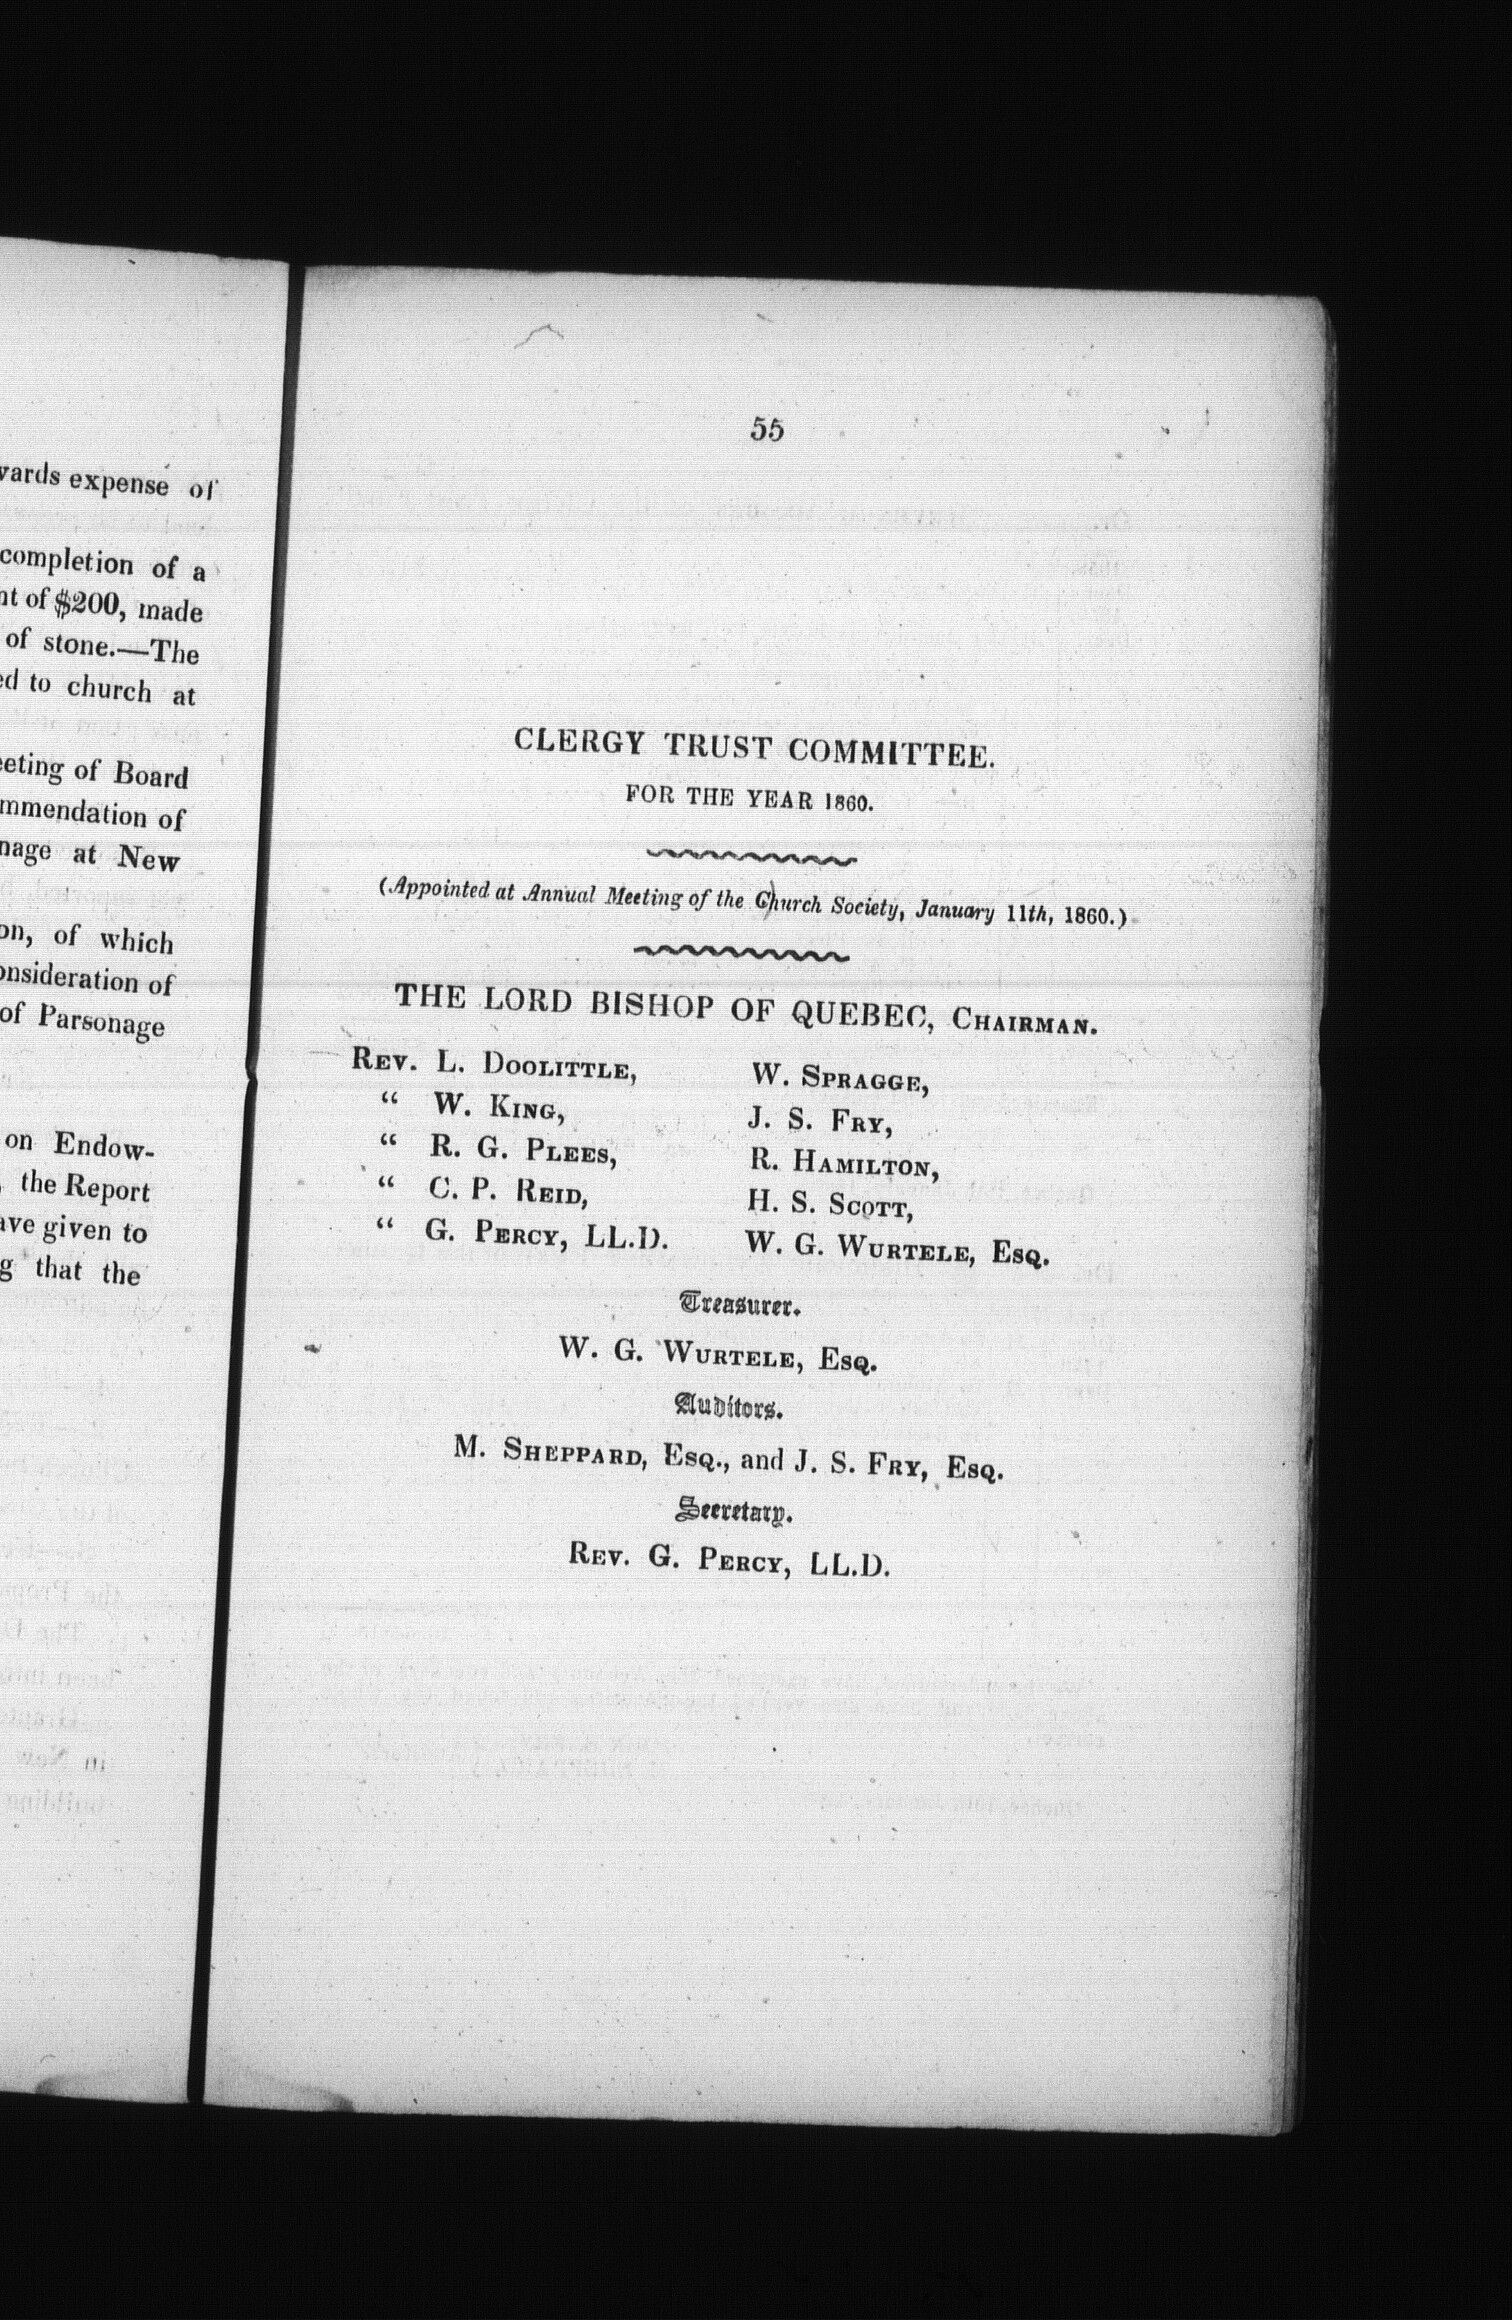 wards expense of
completion of a
nt of $200, made
of stone.—The
ed to church at
eeting of Board
mmendation of
nage at New
on, of which
onsideration of
of Parsonage
on Endow-
, the Report
ave given to
g that the
55
CLERGY TRUST COMMITTEE.
FOR THE YEAR 1860.
(Appointed at Annual Meeting of the Church Society, January 11th, 1860.)
THE LORD BISHOP OF QUEBEC, CHAIRMAN.
REV. L. DOOLITTLE, W. SPRAGGE,
“ W. KING, J. S. FRY,
“ R. G. PLEES, R. HAMILTON,
“ C. P. REID, H. S. SCOTT,
“ G. PERCY, LL.D. W. G. WURTELE, ESQ.
Treasurer.
W. G. WURTELE, ESQ.
Auditors.
M. SHEPPARD, ESQ., and J. S. FRY, ESQ.
Secretary.
REV. G. PERCY, LL.D.